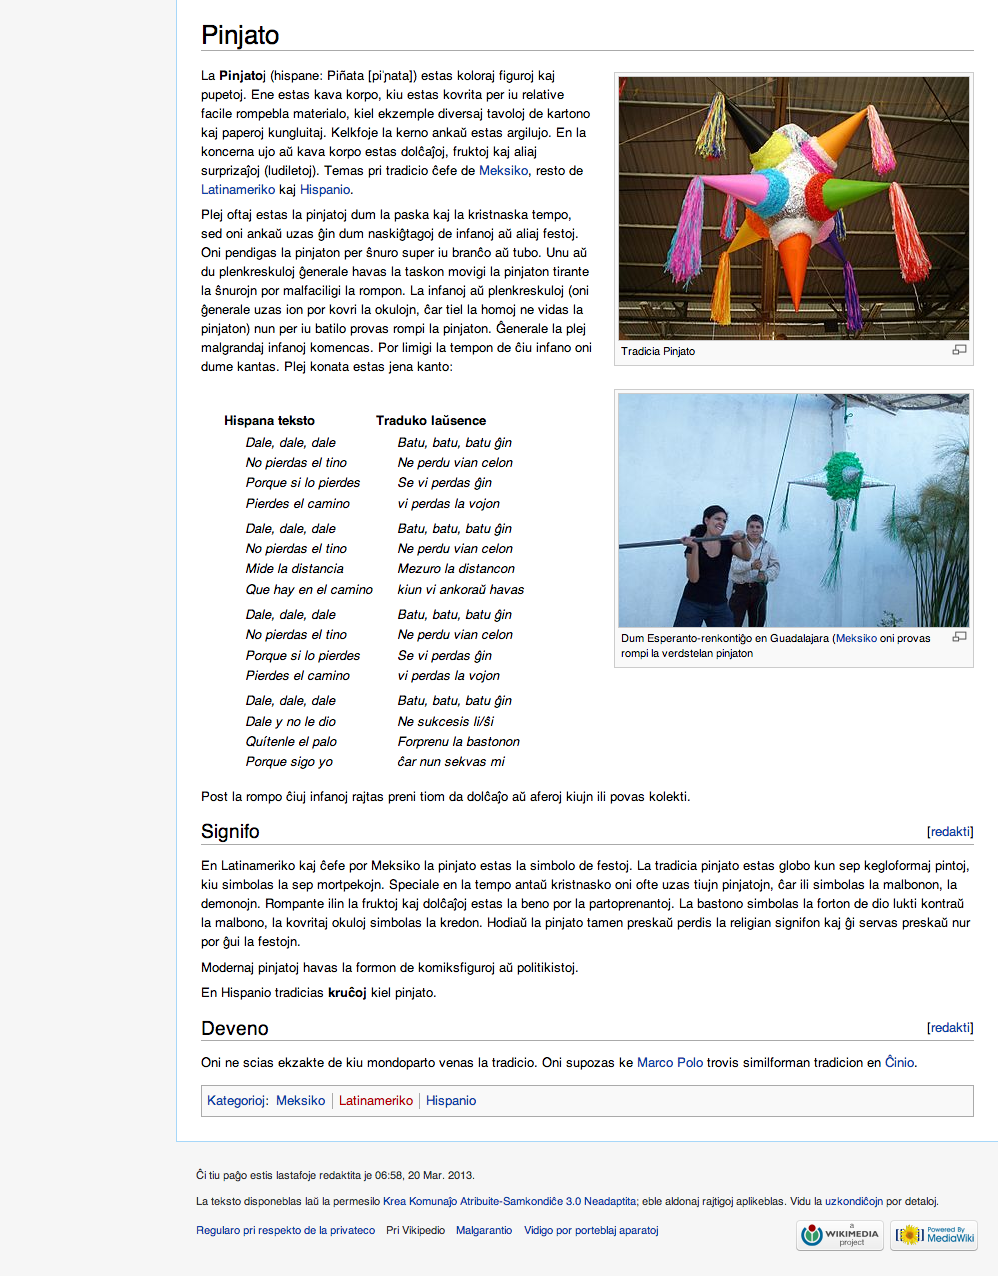 Pinjato
La Pinjatoj (hispane: Piñata [piˈɲata]) estas koloraj figuroj kaj
pupetoj. Ene estas kava korpo, kiu estas kovrita per iu relative
facile rompebla materialo, kiel ekzemple diversaj tavoloj de kartono
kaj paperoj kungluitaj. Kelkfoje la kerno ankaŭ estas argilujo. En la
koncerna ujo aŭ kava korpo estas dolĉaĵoj, fruktoj kaj aliaj
surprizaĵoj (ludiletoj). Temas pri tradicio ĉefe de Meksiko, resto de
Latinameriko kaj Hispanio.
Plej oftaj estas la pinjatoj dum la paska kaj la kristnaska tempo,
sed oni ankaŭ uzas ĝin dum naskiĝtagoj de infanoj aŭ aliaj festoj.
Oni pendigas la pinjaton per ŝnuro super iu branĉo aŭ tubo. Unu aŭ
du plenkreskuloj ĝenerale havas la taskon movigi la pinjaton tirante
la ŝnurojn por malfaciligi la rompon. La infanoj aŭ plenkreskuloj (oni
ĝenerale uzas ion por kovri la okulojn, ĉar tiel la homoj ne vidas la
pinjaton) nun per iu batilo provas rompi la pinjaton. Ĝenerale la plej
malgrandaj infanoj komencas. Por limigi la tempon de ĉiu infano oni
dume kantas. Plej konata estas jena kanto:
Tradicia Pinjato
Dum Esperanto-renkontiĝo en Guadalajara (Meksiko oni provas
rompi la verdstelan pinjaton
Hispana teksto Traduko laŭsence
Dale, dale, dale Batu, batu, batu ĝin
No pierdas el tino Ne perdu vian celon
Porque si lo pierdes Se vi perdas ĝin
Pierdes el camino vi perdas la vojon
Dale, dale, dale Batu, batu, batu ĝin
No pierdas el tino Ne perdu vian celon
Mide la distancia Mezuro la distancon
Que hay en el camino kiun vi ankoraŭ havas
Dale, dale, dale Batu, batu, batu ĝin
No pierdas el tino Ne perdu vian celon
Porque si lo pierdes Se vi perdas ĝin
Pierdes el camino vi perdas la vojon
Dale, dale, dale Batu, batu, batu ĝin
Dale y no le dio Ne sukcesis li/ŝi
Quítenle el palo Forprenu la bastonon
Porque sigo yo ĉar nun sekvas mi
Post la rompo ĉiuj infanoj rajtas preni tiom da dolĉaĵo aŭ aferoj kiujn ili povas kolekti.
Signifo [redakti]
En Latinameriko kaj ĉefe por Meksiko la pinjato estas la simbolo de festoj. La tradicia pinjato estas globo kun sep kegloformaj pintoj,
kiu simbolas la sep mortpekojn. Speciale en la tempo antaŭ kristnasko oni ofte uzas tiujn pinjatojn, ĉar ili simbolas la malbonon, la
demonojn. Rompante ilin la fruktoj kaj dolĉaĵoj estas la beno por la partoprenantoj. La bastono simbolas la forton de dio lukti kontraŭ
la malbono, la kovritaj okuloj simbolas la kredon. Hodiaŭ la pinjato tamen preskaŭ perdis la religian signifon kaj ĝi servas preskaŭ nur
por ĝui la festojn.
Modernaj pinjatoj havas la formon de komiksfiguroj aŭ politikistoj.
En Hispanio tradicias kruĉoj kiel pinjato.
Deveno [redakti]
Oni ne scias ekzakte de kiu mondoparto venas la tradicio. Oni supozas ke Marco Polo trovis similforman tradicion en Ĉinio.
Kategorioj: Meksiko | Latinameriko | Hispanio
Ĉi tiu paĝo estis lastafoje redaktita je 06:58, 20 Mar. 2013.
La teksto disponeblas laŭ la permesilo Krea Komunaĵo Atribuite-Samkondiĉe 3.0 Neadaptita; eble aldonaj rajtigoj aplikeblas. Vidu la uzkondiĉojn por detaloj.
Regularo pri respekto de la privateco Pri Vikipedio Malgarantio Vidigo por porteblaj aparatoj
a
WIKIMEDIA
project
Powered By
MediaWiki